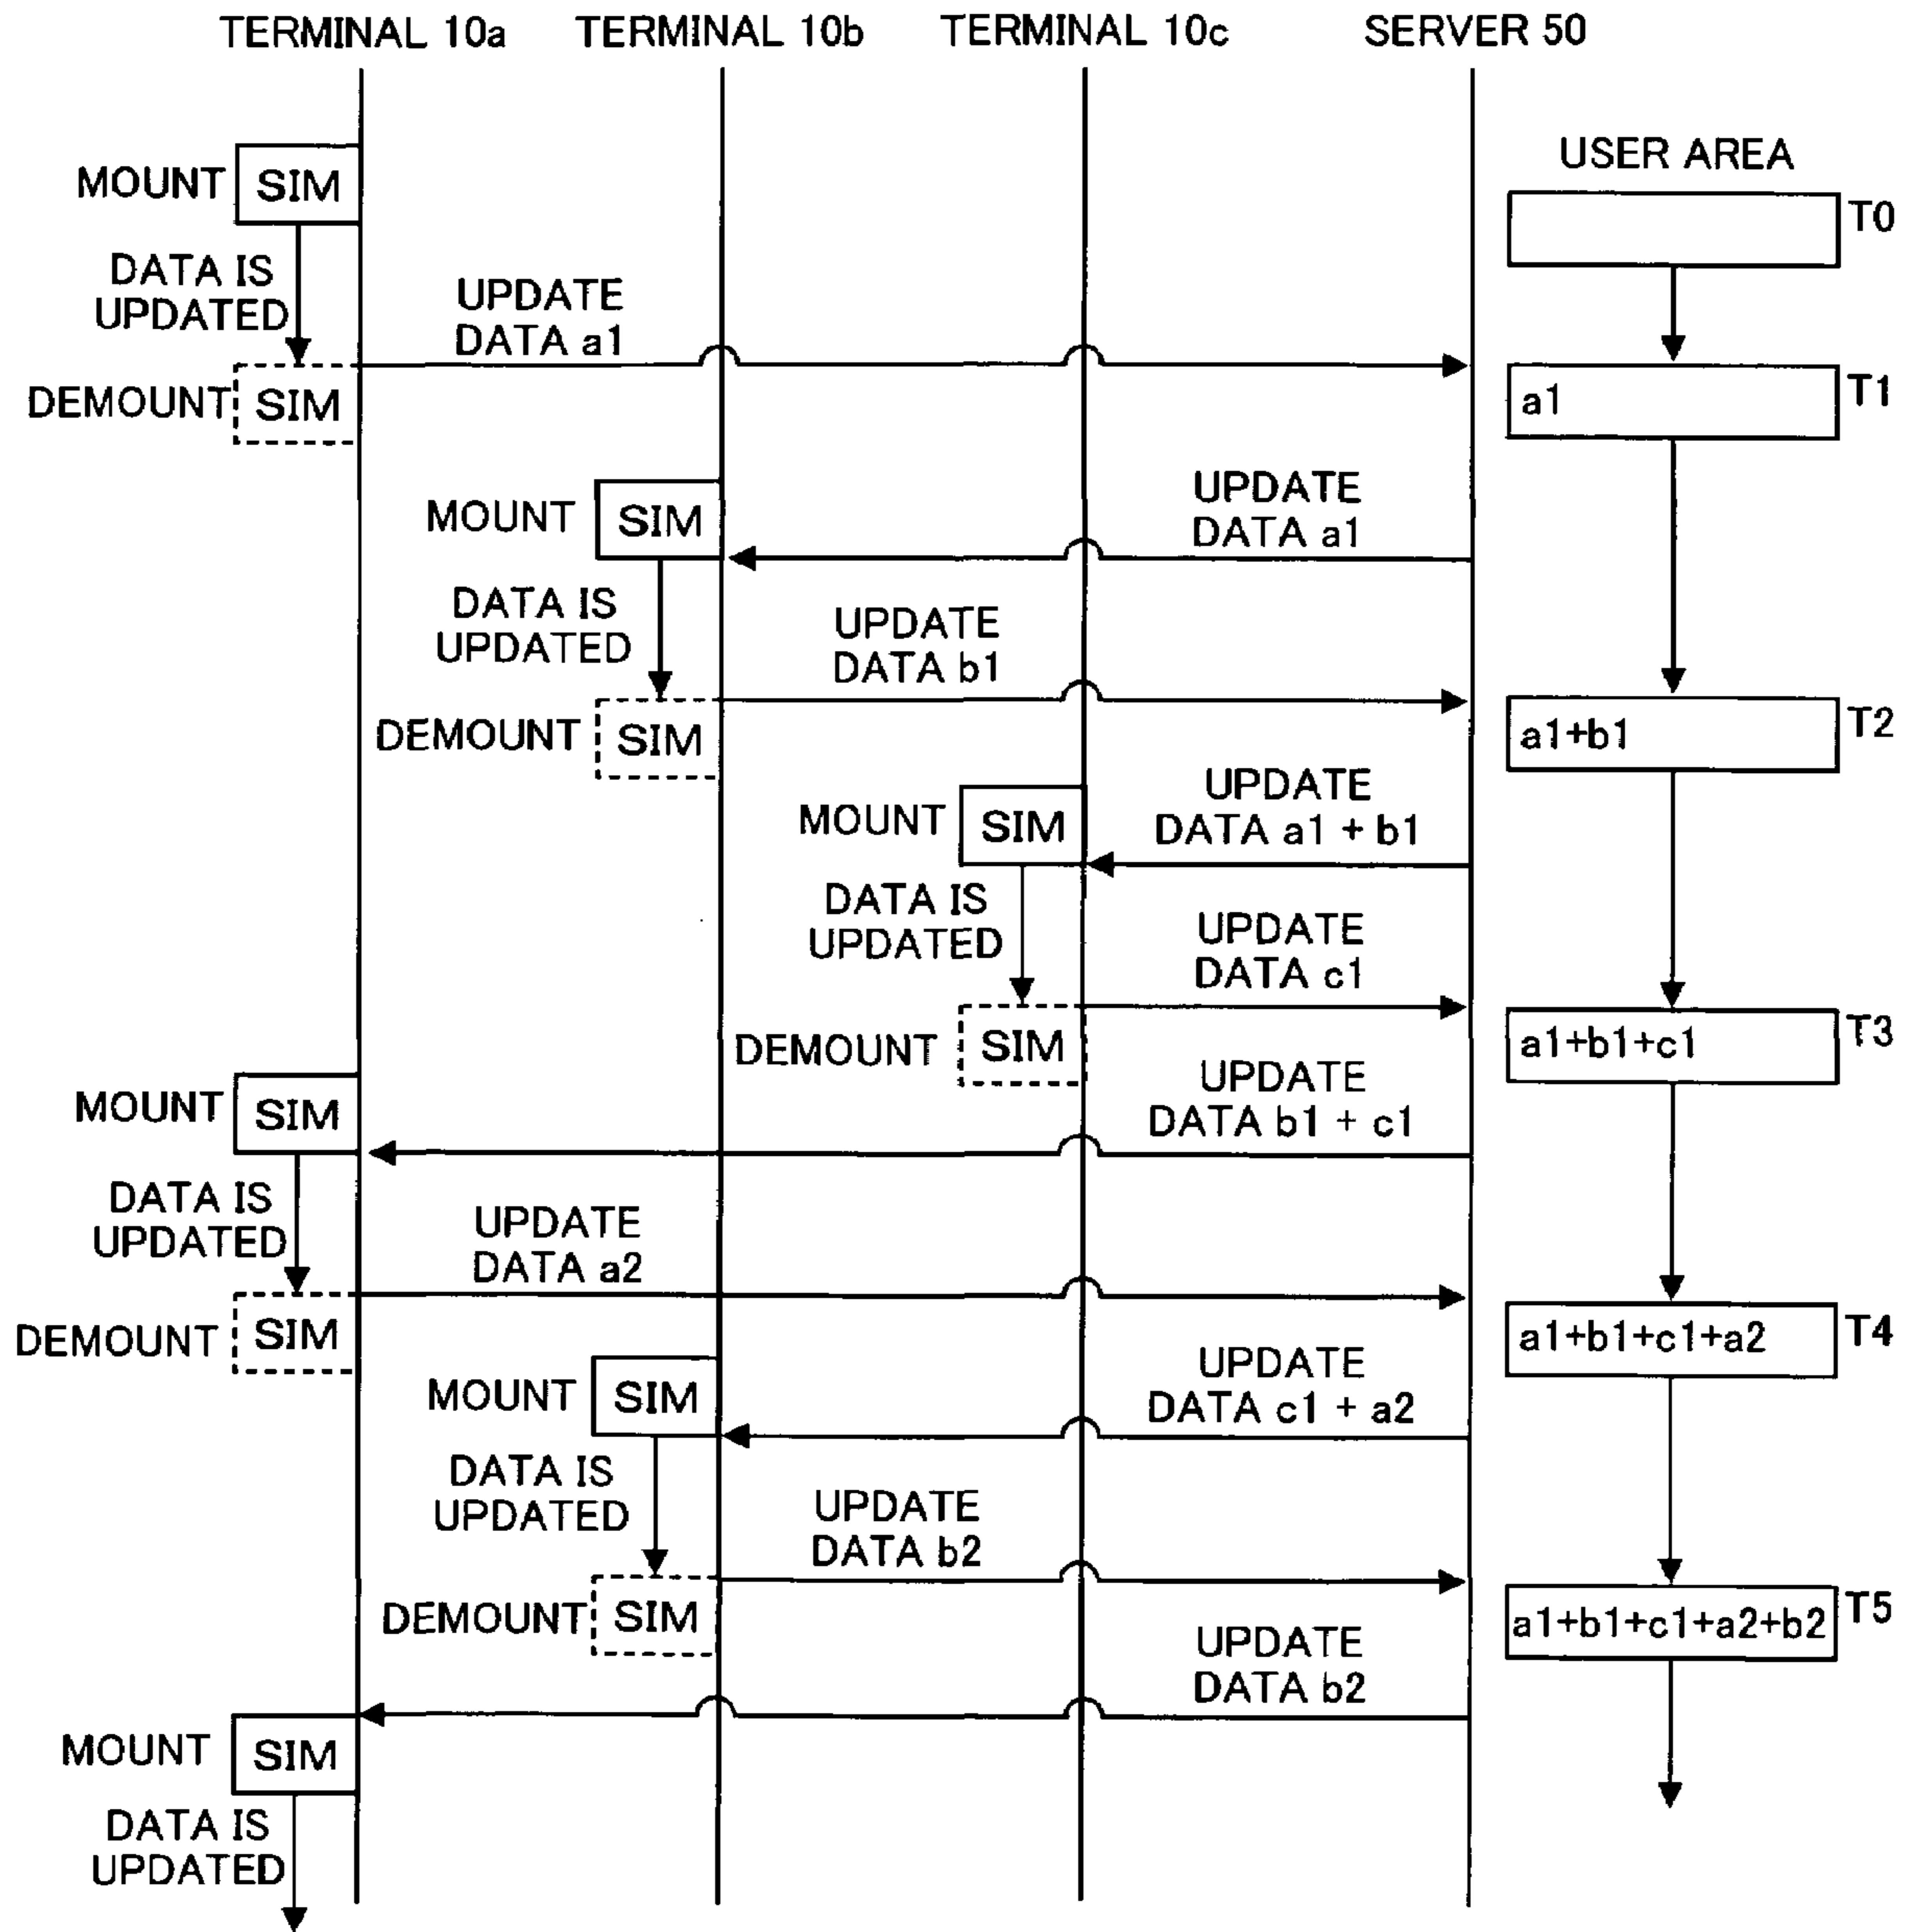 TERMINAL 10a TERMINAL 10b TERMINAL 10c SERVER 50
USER AREA
MOUNT SIM
T0
DATA IS
UPDATED
UPDATE
DATA a1
DEMOUNT SIM
a1 T1
MOUNT SIM
UPDATE
DATA a1
DATA IS
UPDATED
UPDATE
DATA b1
DEMOUNT SIM
a1+b1 T2
MOUNT SIM
UPDATE
DATA a1 + b1
DATA IS
UPDATED
UPDATE
DATA c1
DEMOUNT SIM
a1+b1+c1 T3
MOUNT SIM
UPDATE
DATA b1 + c1
DATA IS
UPDATED
UPDATE
DATA a2
DEMOUNT SIM
a1+b1+c1+a2 T4
MOUNT SIM
UPDATE
DATA c1 + a2
DATA IS
UPDATED
UPDATE
DATA b2
DEMOUNT SIM
a1+b1+c1+a2+b2 T5
UPDATE
DATA b2
MOUNT SIM
DATA IS
UPDATED